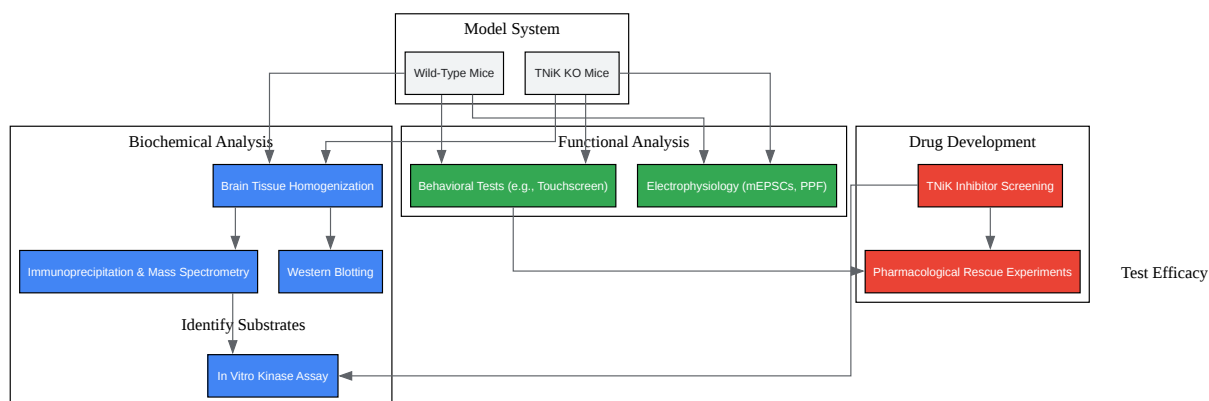 Model System
Wild-Type Mice
TNiK KO Mice
Biochemical Analysis
Functional Analysis
Drug Development
Brain Tissue Homogenization
Behavioral Tests (e.g., Touchscreen)
Electrophysiology (mEPSCs, PPF)
TNiK Inhibitor Screening
Immunoprecipitation & Mass Spectrometry
Western Blotting
Pharmacological Rescue Experiments
Test Efficacy
Identify Substrates
In Vitro Kinase Assay